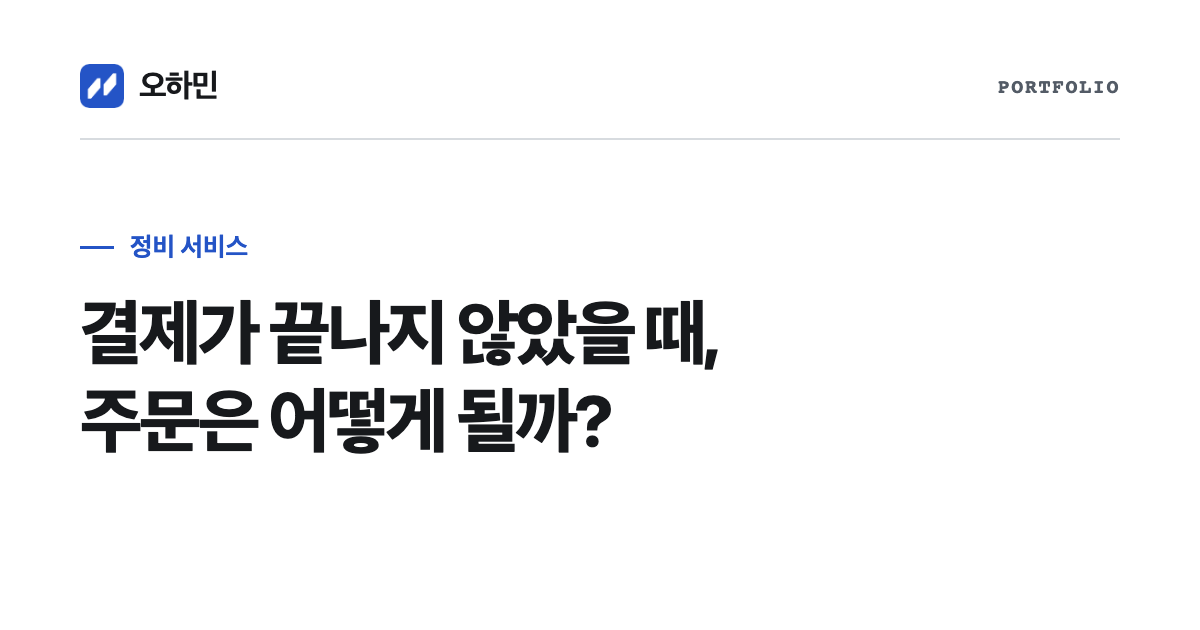 오하민
PORTFOLIO
정비 서비스
결제가 끝나지 않았을 때,
주문은 어떻게 될까?